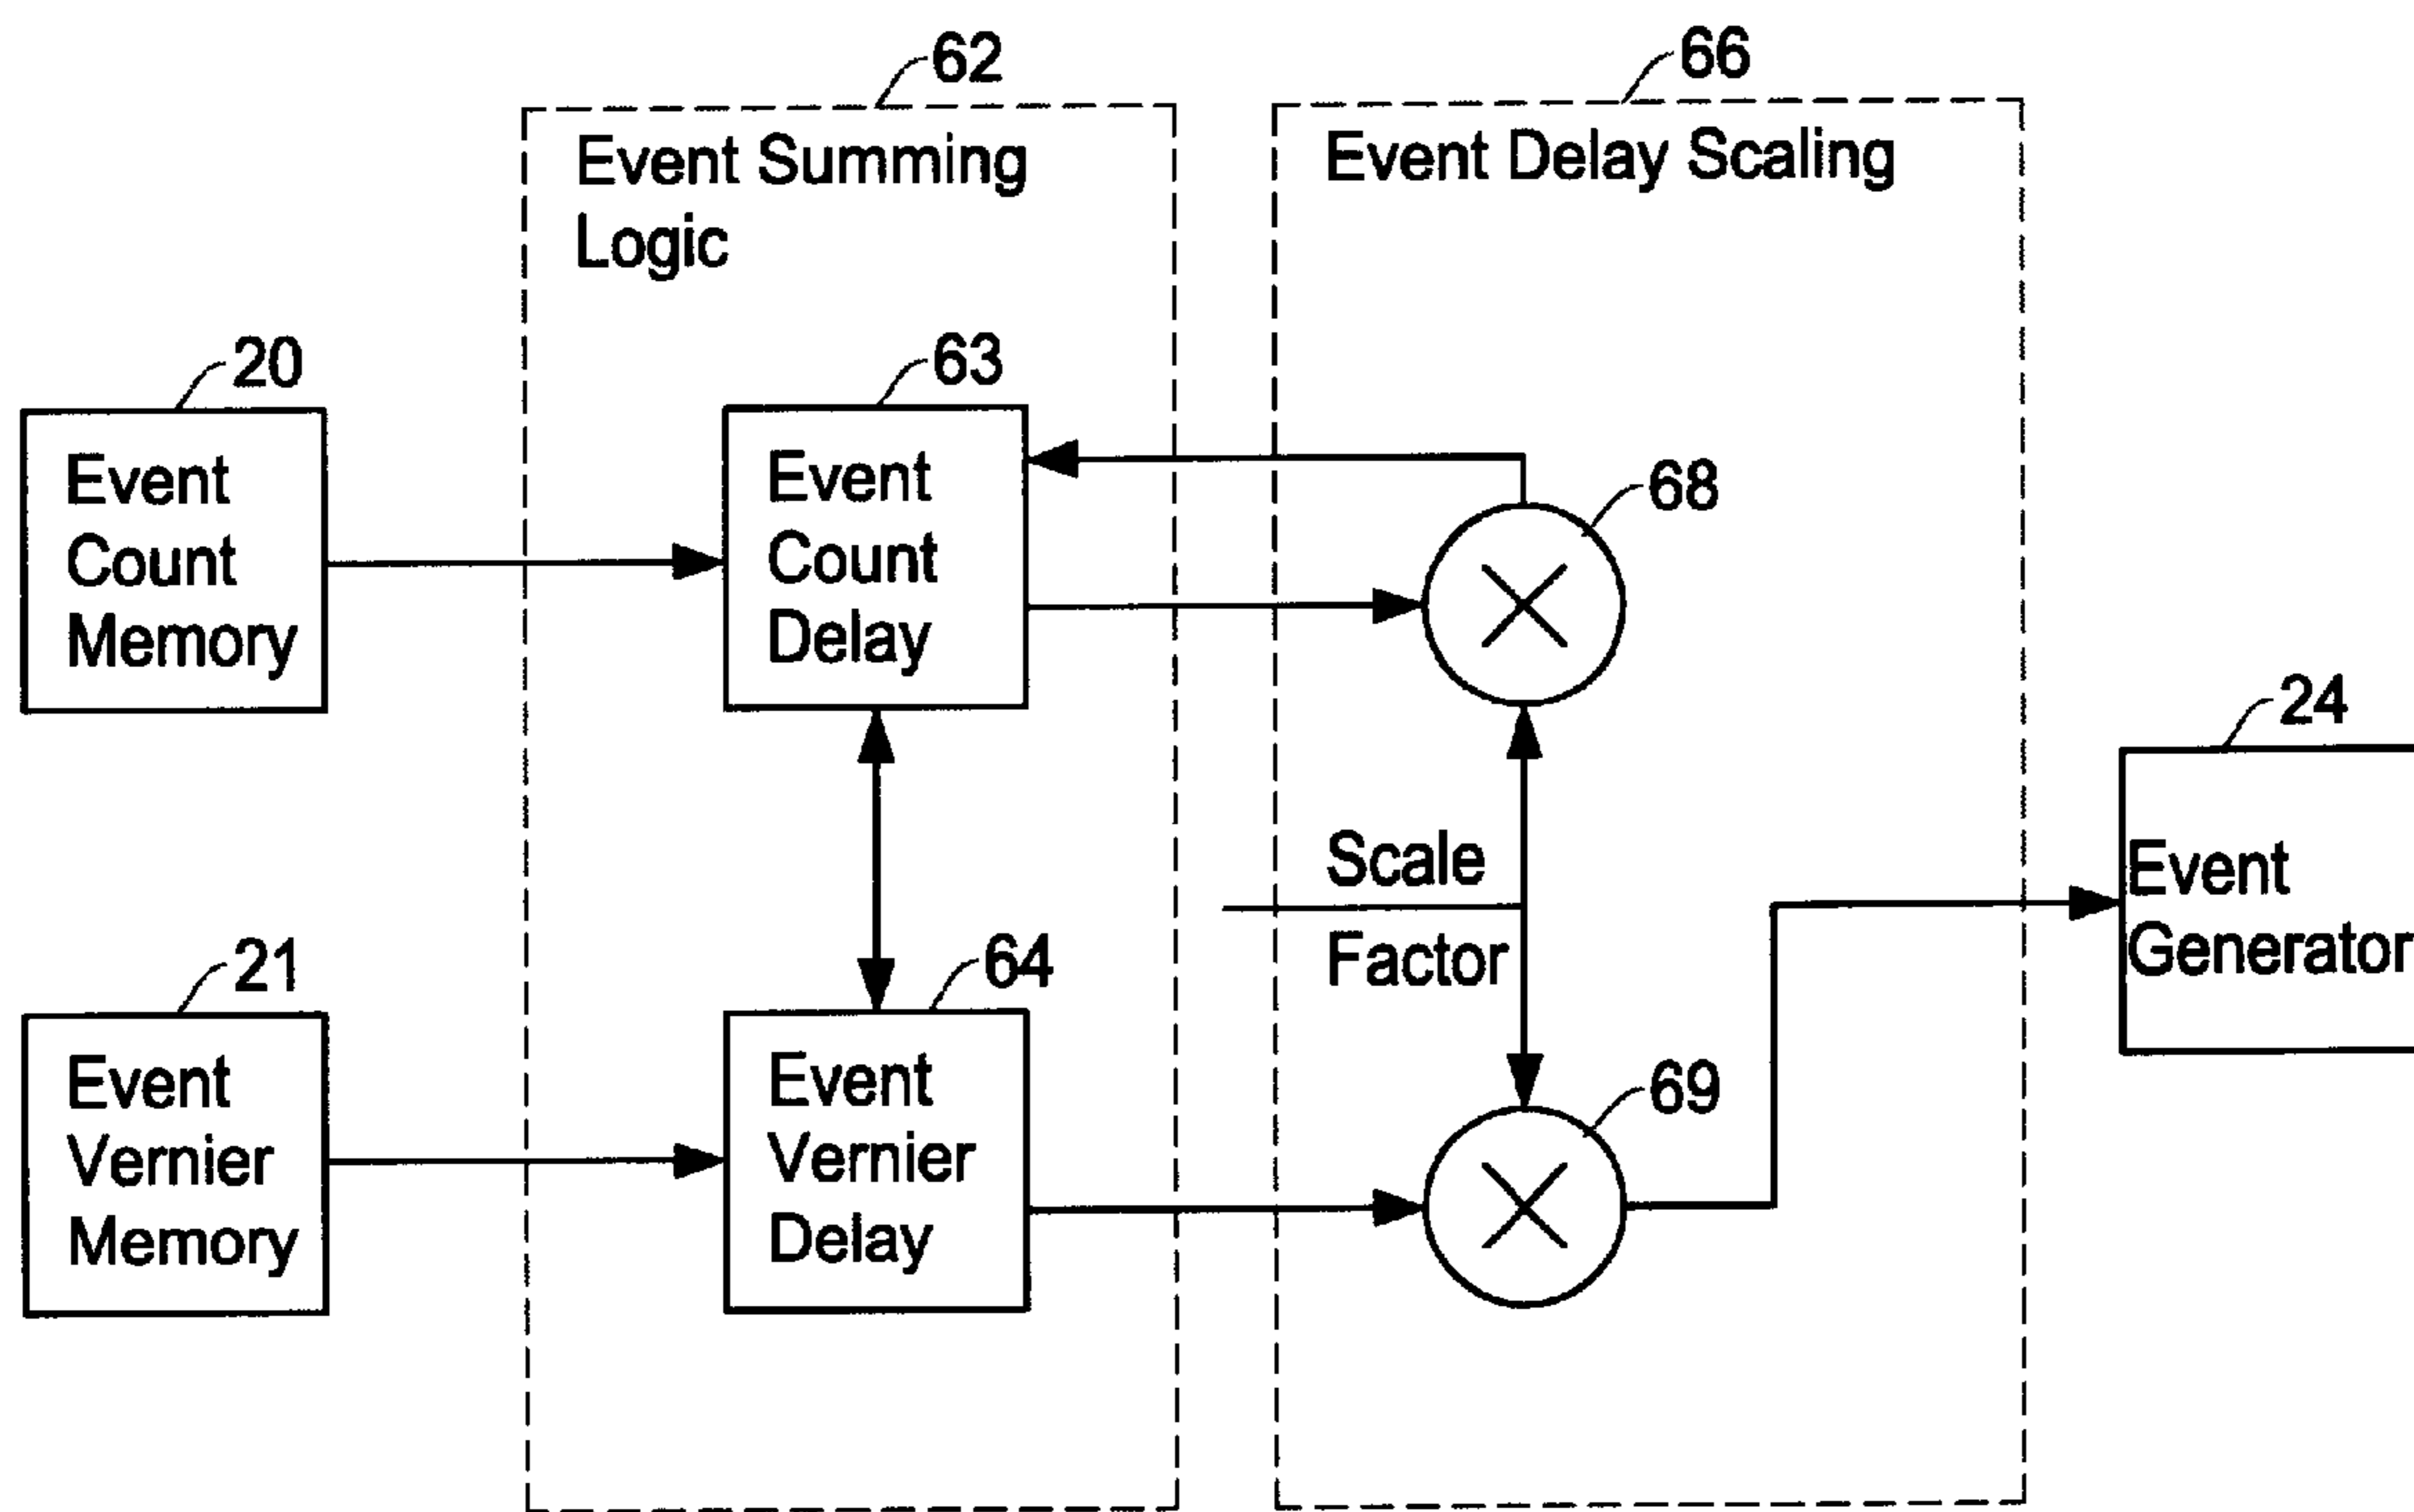 62
66
Event Summing
Logic
Event Delay Scaling
20
63
Event
Count
Memory
Event
Count
Delay
68
24
Scale
Factor
Event
Generator
21
64
Event
Vernier
Memory
Event
Vernier
Delay
69